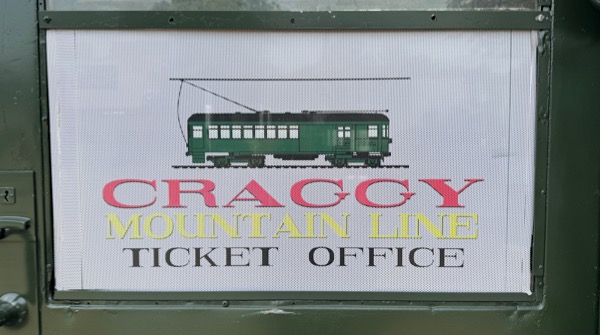 CRAGGY
MOUNTAIN LINE
TICKET OFFICE